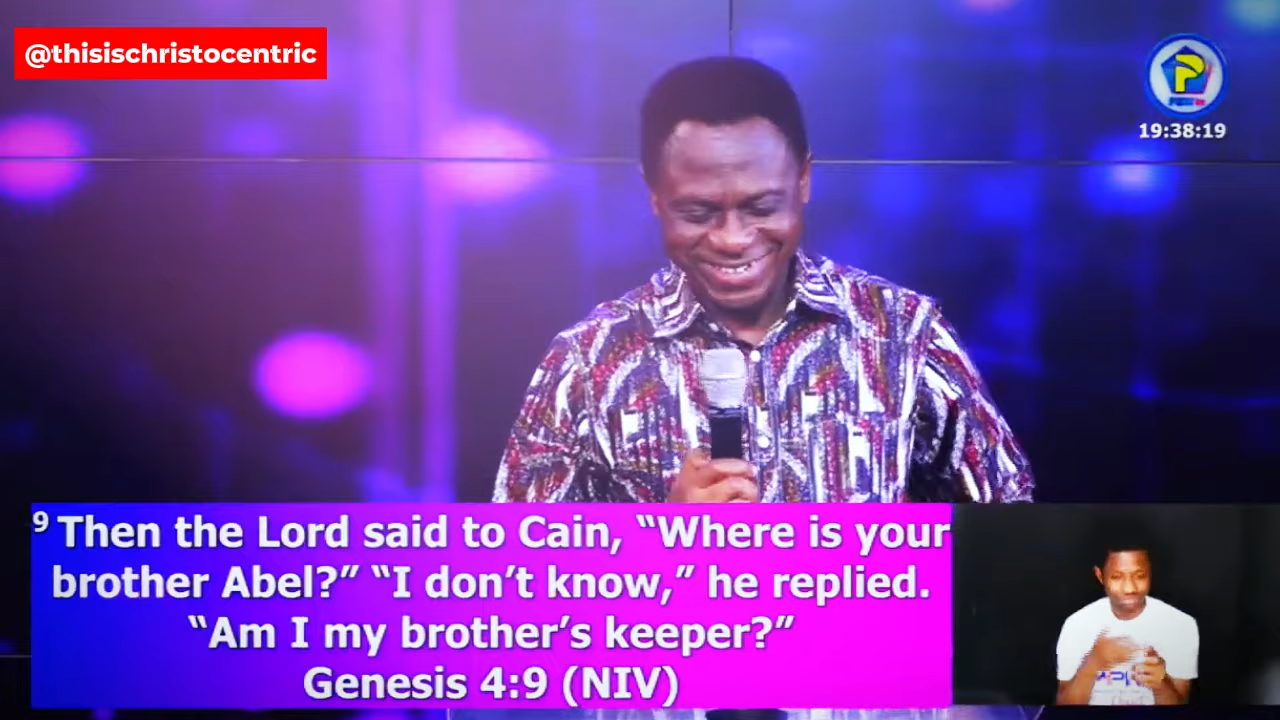 @thisischristocentric
P
19:38:19
9 Then the Lord said to Cain, “Where is your
brother Abel?” “I don’t know,” he replied.
“Am I my brother’s keeper?”
Genesis 4:9 (NIV)